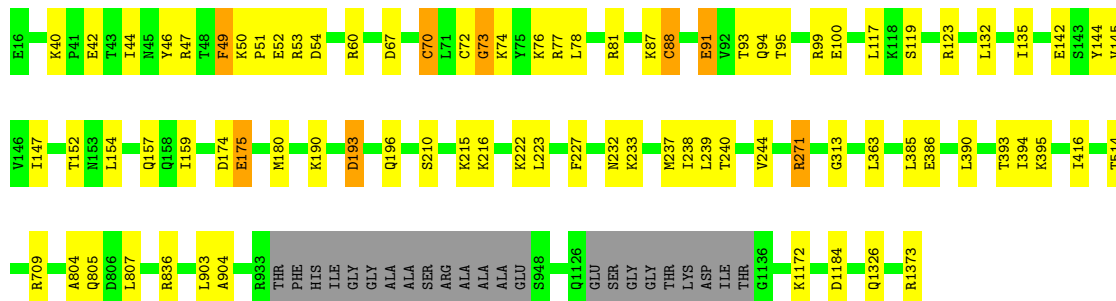 E16 K40 P41 E42 T43 I44 N45 Y46 R47 T48 F49 K50 P51 E52 R53 D54 R60 D67 C70 L71 C72 G73 K74 Y75 K76 R77 L78 R81 K87 C88 E91 V92 T93 Q94 T95 R99 E100 L117 K118 S119 R123 L132 I135 E142 S143 Y144
V146 I147 T152 N153 L154 Q157 Q158 I159 D174 E175 M180 K190 D193 Q196 S210 K215 K216 K222 L223 F227 N232 K233 M237 I238 L239 T240 V244 R271 G313 L363 L385 E386 L390 T393 I394 K395 I416
R709 A804 Q805 D806 L807 R836 L903 A904 R933 THR PHE HIS ILE GLY GLY ALA ALA SER ARG ALA ALA ALA GLU S948 Q1126 GLU SER GLY GLY THR LYS ASP ILE THR G1136 K1172 D1184 Q1326 R1373